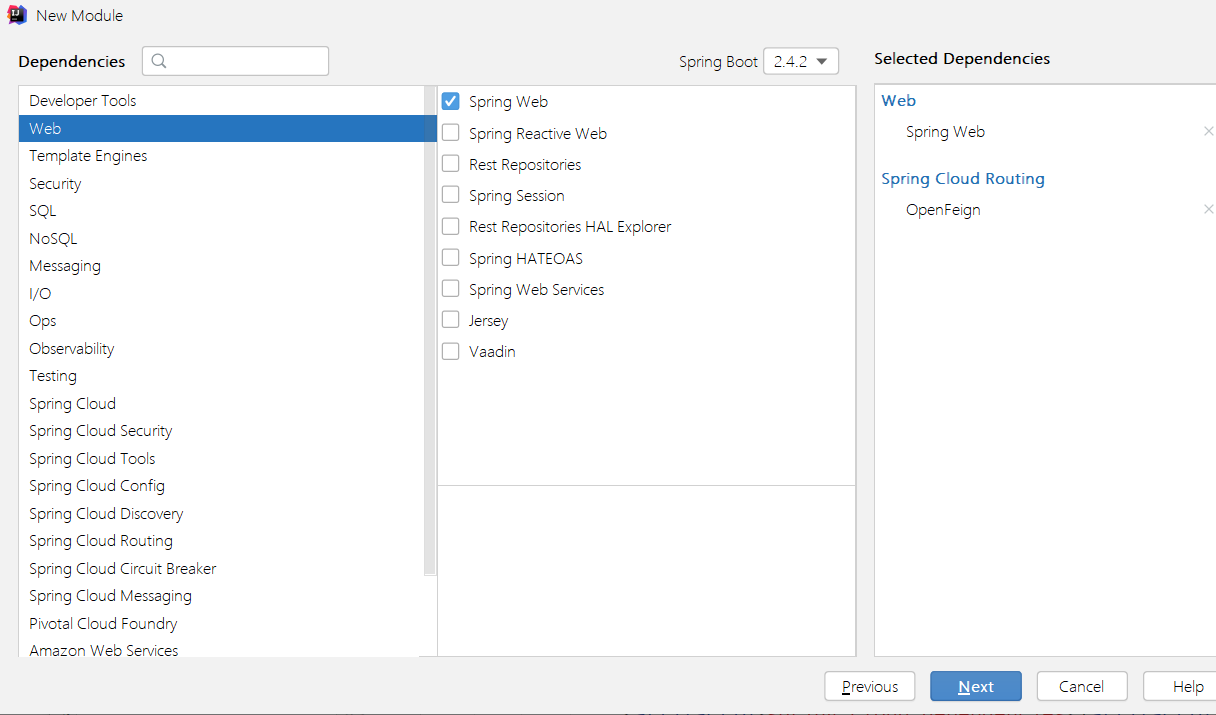 New Module
Dependencies
Spring Boot 2.4.2
Selected Dependencies
Developer Tools
Web
Template Engines
Security
SQL
NoSQL
Messaging
I/O
Ops
Observability
Testing
Spring Cloud
Spring Cloud Security
Spring Cloud Tools
Spring Cloud Config
Spring Cloud Discovery
Spring Cloud Routing
Spring Cloud Circuit Breaker
Spring Cloud Messaging
Pivotal Cloud Foundry
Amazon Web Services
Spring Web
Spring Reactive Web
Rest Repositories
Spring Session
Rest Repositories HAL Explorer
Spring HATEOAS
Spring Web Services
Jersey
Vaadin
Web
Spring Web
Spring Cloud Routing
OpenFeign
Previous
Next
Cancel
Help